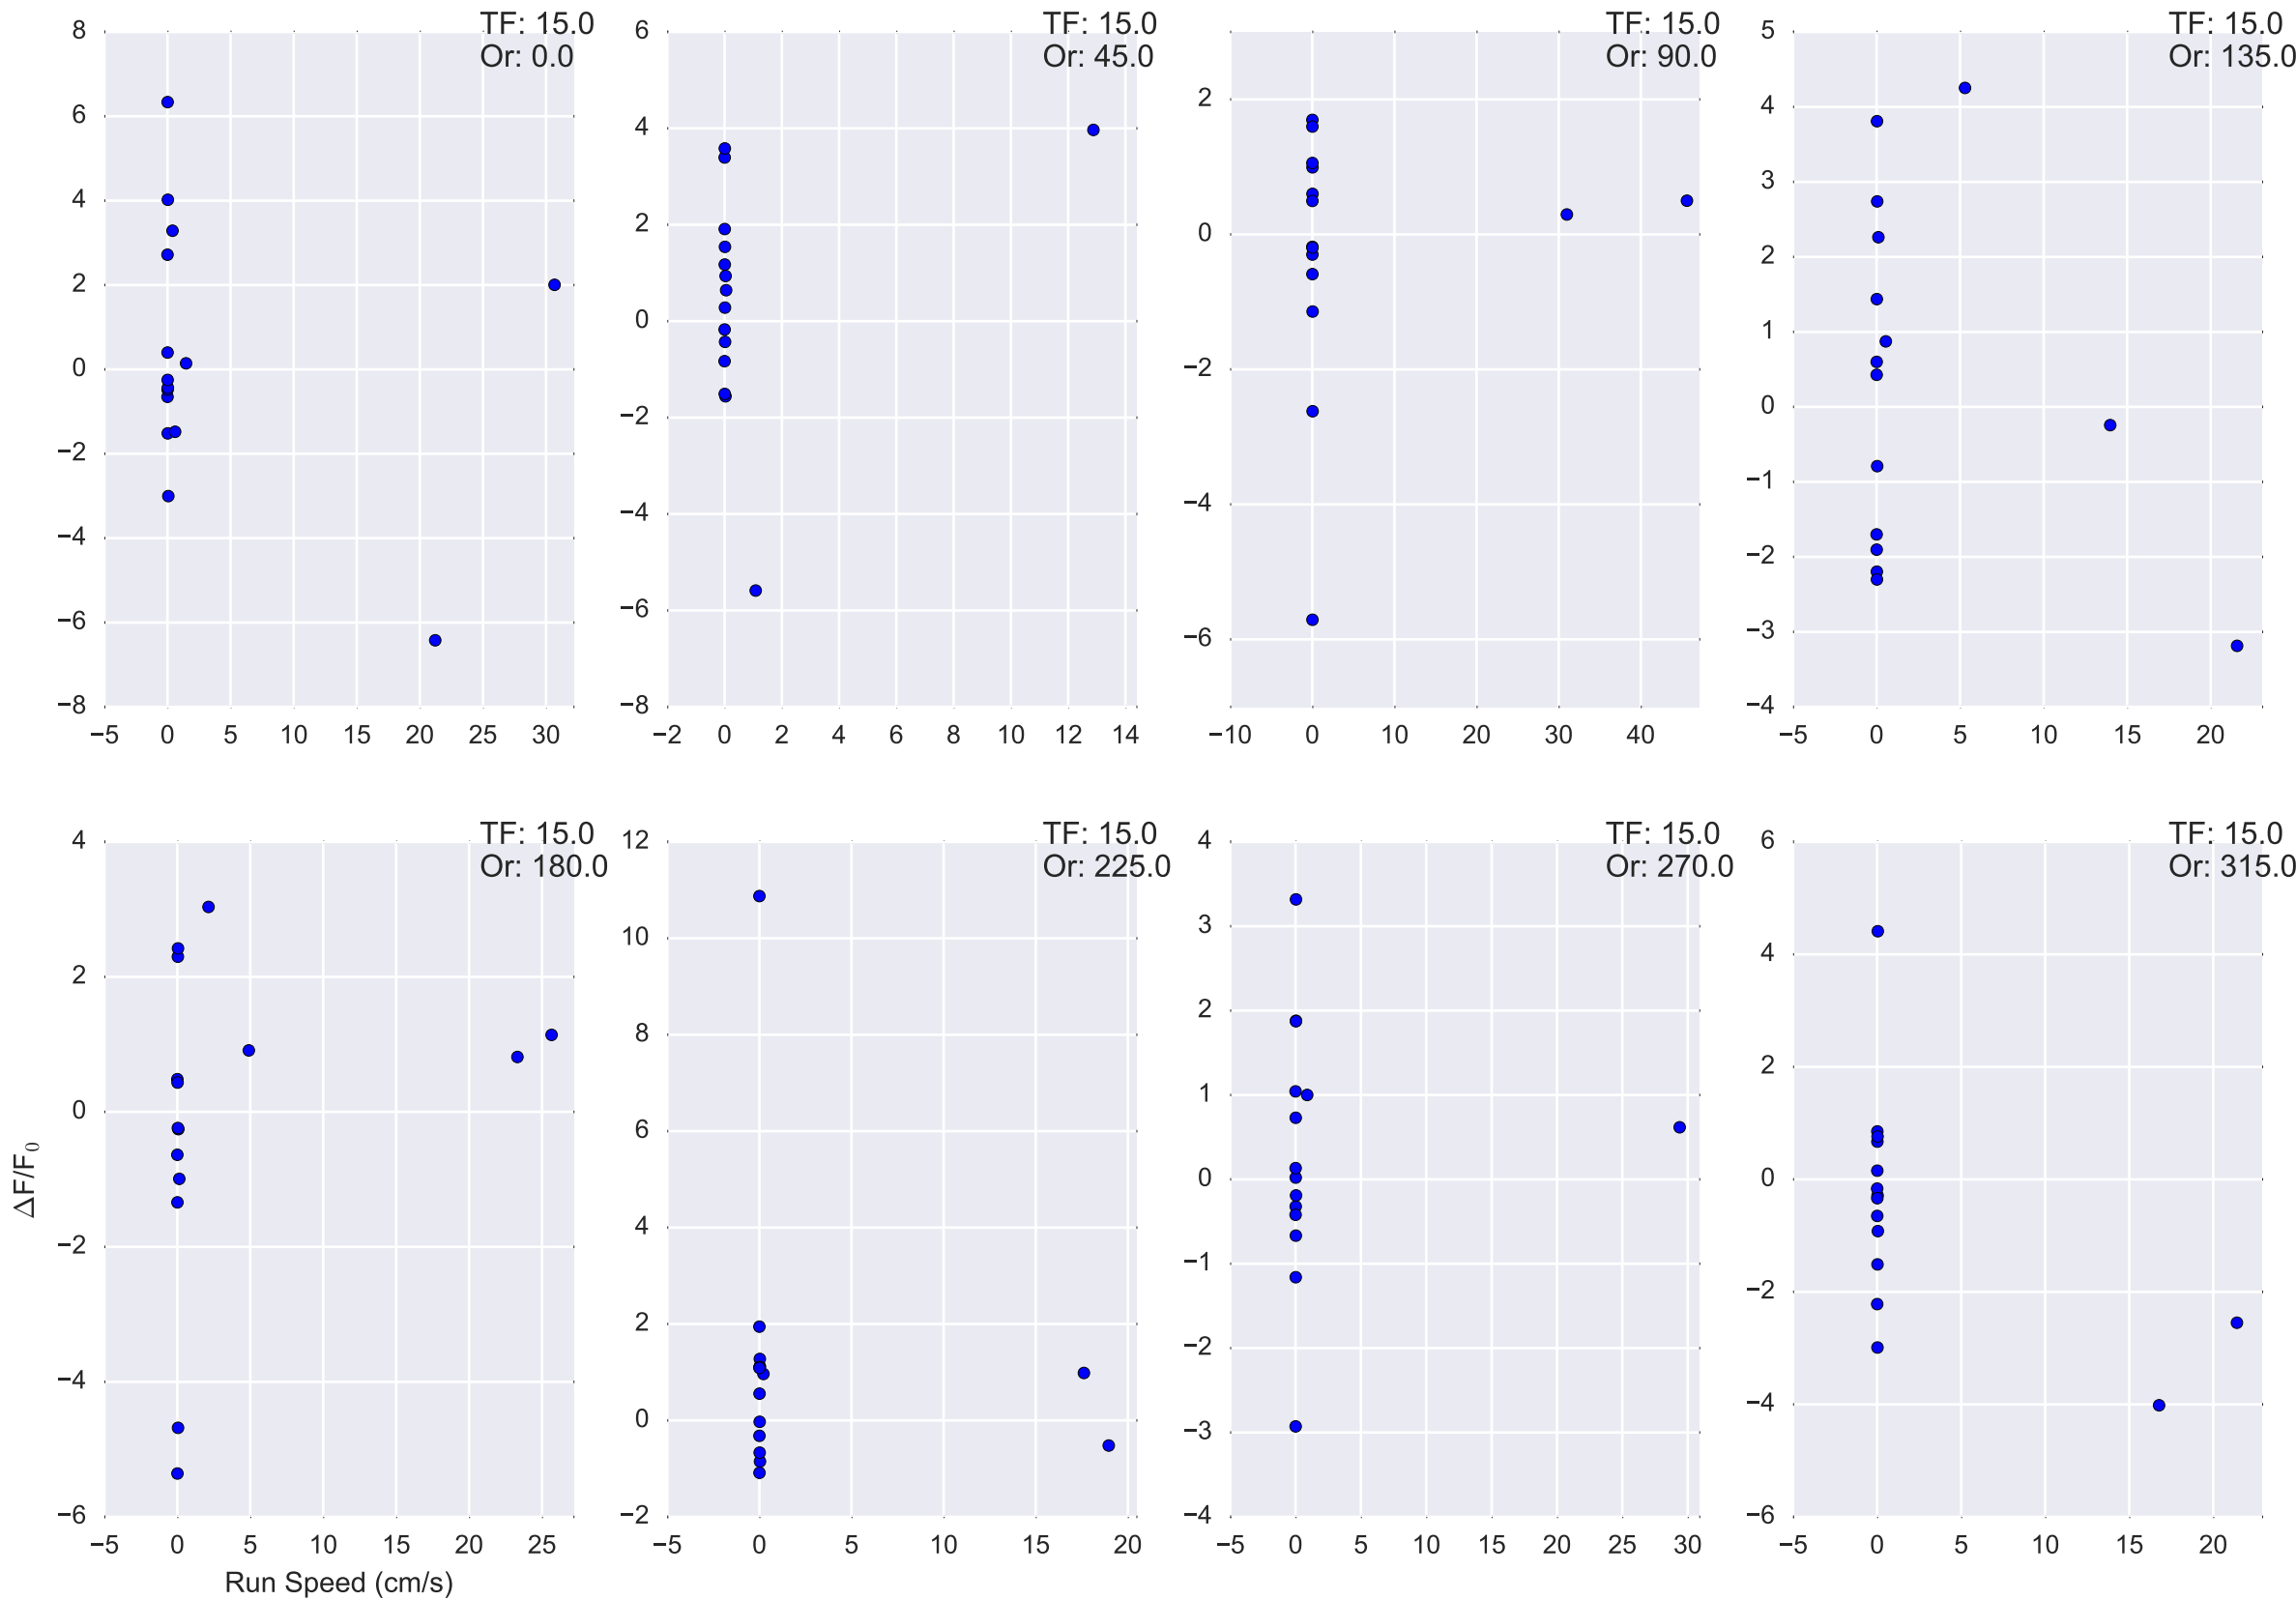 TF: 15.0
Or: 0.0
8
6
4
2
0
−2
−4
−6
−8
−5 0 5 10 15 20 25 30
TF: 15.0
Or: 45.0
6
4
2
0
−2
−4
−6
−8
−2 0 2 4 6 8 10 12 14
TF: 15.0
Or: 90.0
2
0
−2
−4
−6
−10 0 10 20 30 40
TF: 15.0
Or: 135.0
5
4
3
2
1
0
−1
−2
−3
−4
−5 0 5 10 15 20
TF: 15.0
Or: 180.0
4
2
0
−2
−4
−6
ΔF/F₀
−5 0 5 10 15 20 25
Run Speed (cm/s)
TF: 15.0
Or: 225.0
12
10
8
6
4
2
0
−2
−5 0 5 10 15 20
TF: 15.0
Or: 270.0
4
3
2
1
0
−1
−2
−3
−4
−5 0 5 10 15 20 25 30
TF: 15.0
Or: 315.0
6
4
2
0
−2
−4
−6
−5 0 5 10 15 20